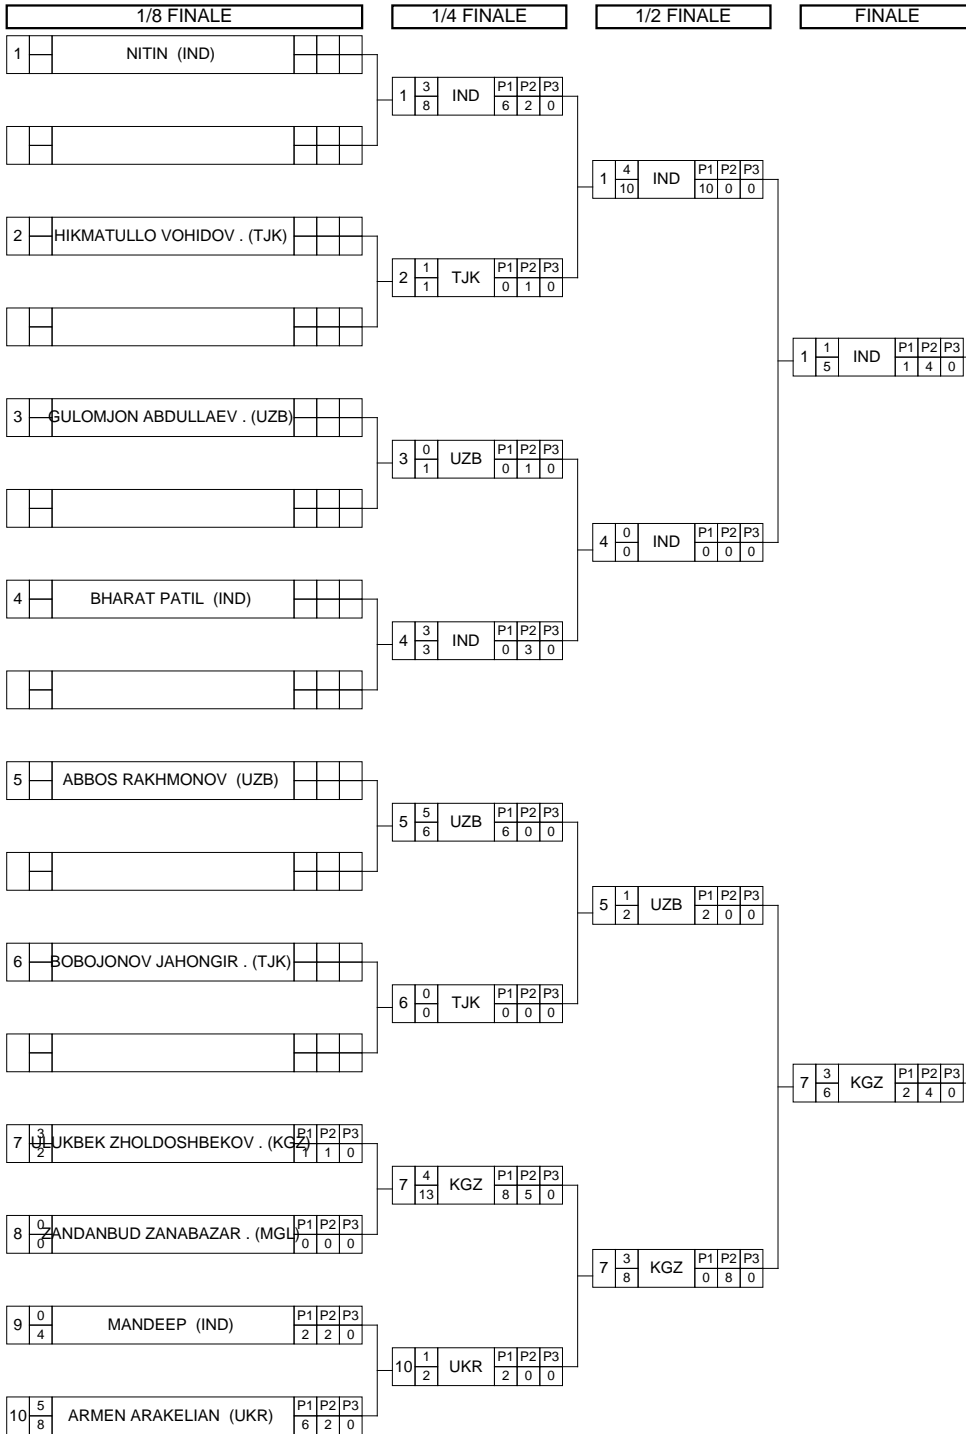 1/8 FINALE 1/4 FINALE 1/2 FINALE FINALE
1 NITIN (IND)
1 3 8 IND P1 P2 P3 6 2 0
1 4 10 IND P1 P2 P3 10 0 0
2 HIKMATULLO VOHIDOV . (TJK)
2 1 1 TJK P1 P2 P3 0 1 0
1 1 5 IND P1 P2 P3 1 4 0
3 GULOMJON ABDULLAEV . (UZB)
3 0 1 UZB P1 P2 P3 0 1 0
4 0 0 IND P1 P2 P3 0 0 0
4 BHARAT PATIL (IND)
4 3 3 IND P1 P2 P3 0 3 0
5 ABBOS RAKHMONOV (UZB)
5 5 6 UZB P1 P2 P3 6 0 0
5 1 2 UZB P1 P2 P3 2 0 0
6 BOBOJONOV JAHONGIR . (TJK)
6 0 0 TJK P1 P2 P3 0 0 0
7 3 6 KGZ P1 P2 P3 2 4 0
7 3 2 ULUKBEK ZHOLDOSHBEKOV . (KGZ) P1 P2 P3 1 1 0
7 4 13 KGZ P1 P2 P3 8 5 0
8 0 0 ZANDANBUD ZANABAZAR . (MGL) P1 P2 P3 0 0 0
7 3 8 KGZ P1 P2 P3 0 8 0
9 0 4 MANDEEP (IND) P1 P2 P3 2 2 0
10 1 2 UKR P1 P2 P3 2 0 0
10 5 8 ARMEN ARAKELIAN (UKR) P1 P2 P3 6 2 0